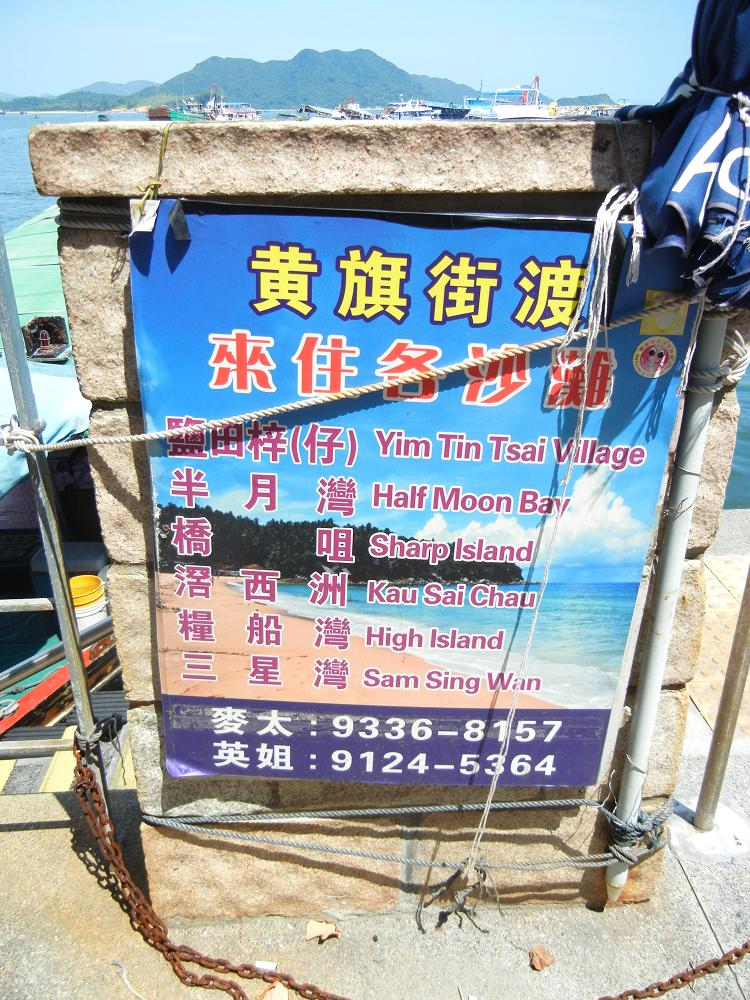 黄旗街渡
來住各沙灘
鹽田梓(仔) Yim Tin Tsai Village
半月灣 Half Moon Bay
橋咀 Sharp Island
滘西洲 Kau Sai Chau
糧船灣 High Island
三星灣 Sam Sing Wan
麥太:9336-8157
英姐:9124-5364